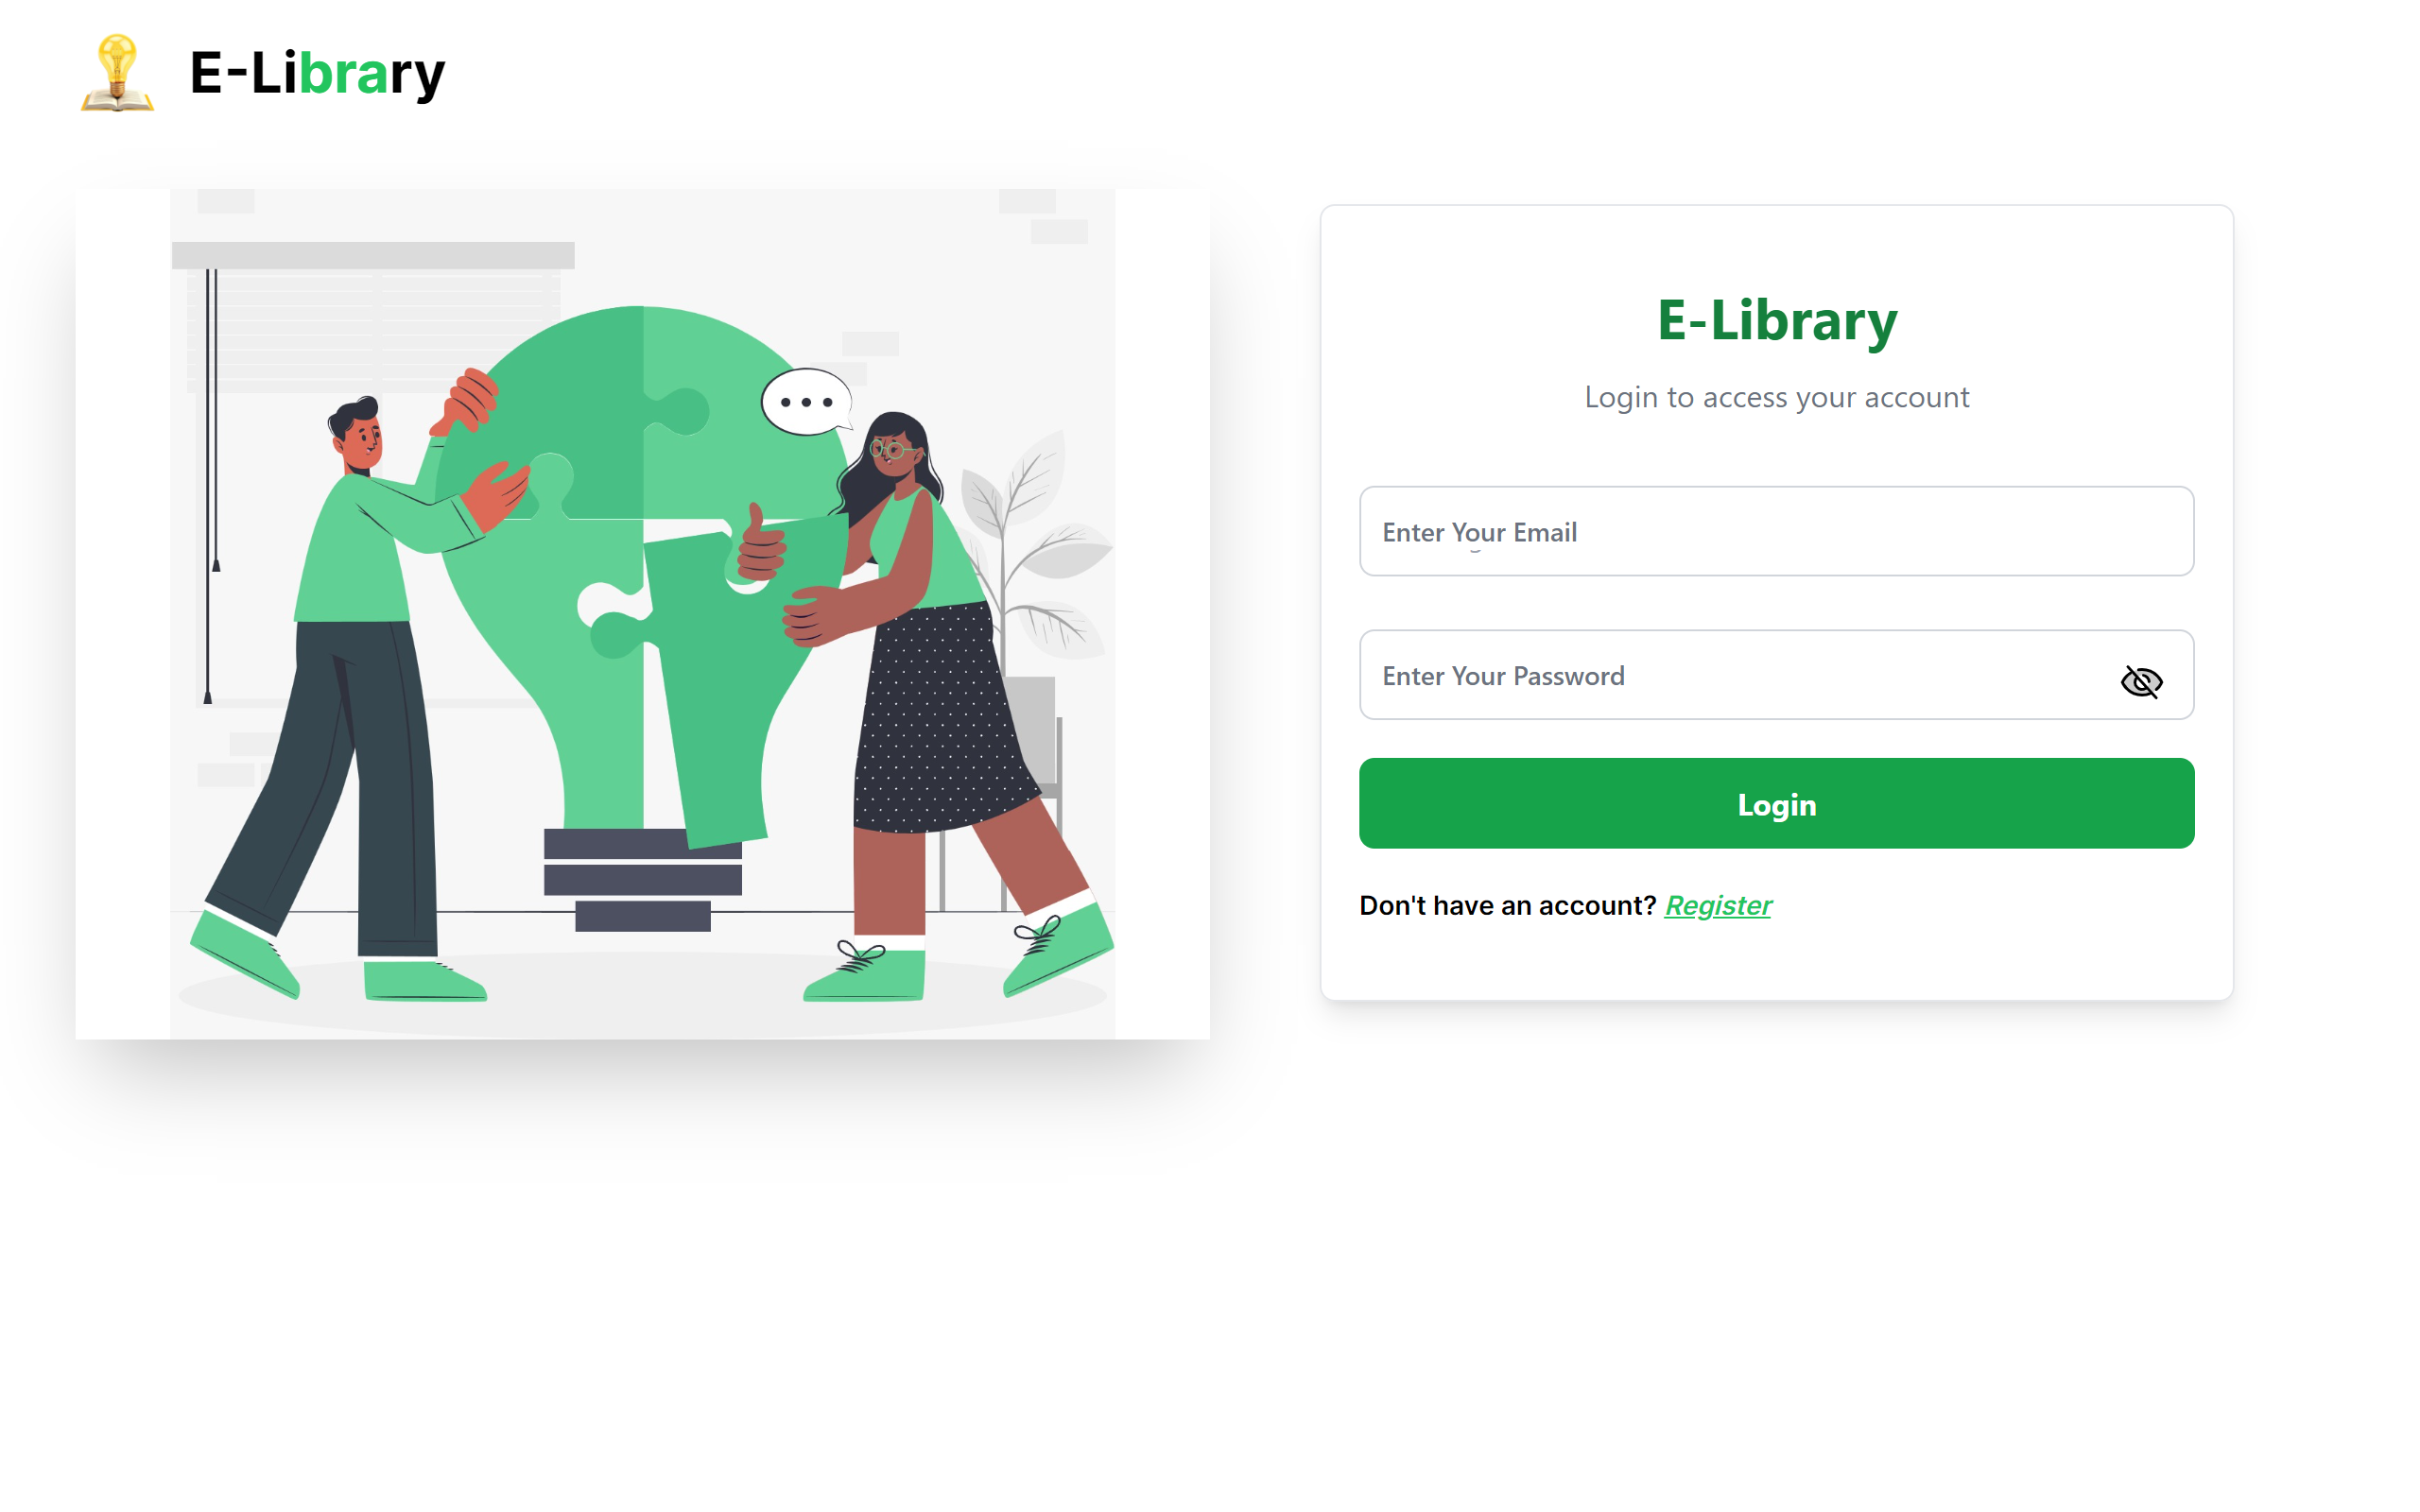 E-Library
E-Library
Login to access your account
Enter Your Email
Enter Your Password
Login
Don't have an account? Register